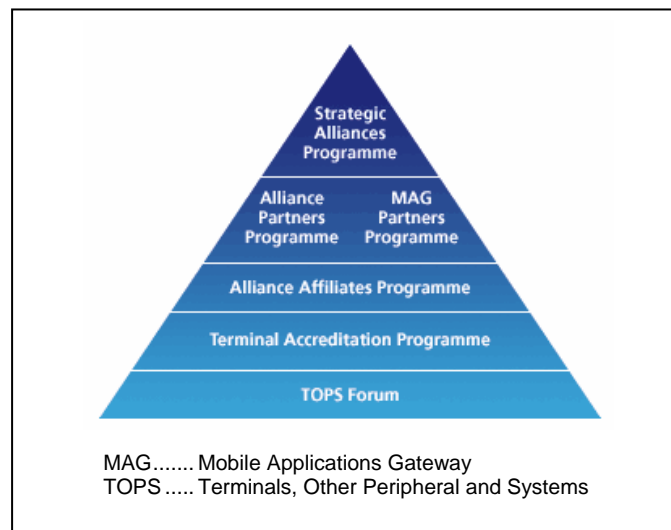 Strategic
Alliances
Programme
Alliance
Partners
Programme
MAG
Partners
Programme
Alliance Affiliates Programme
Terminal Accreditation Programme
TOPS Forum
MAG....... Mobile Applications Gateway
TOPS ..... Terminals, Other Peripheral and Systems